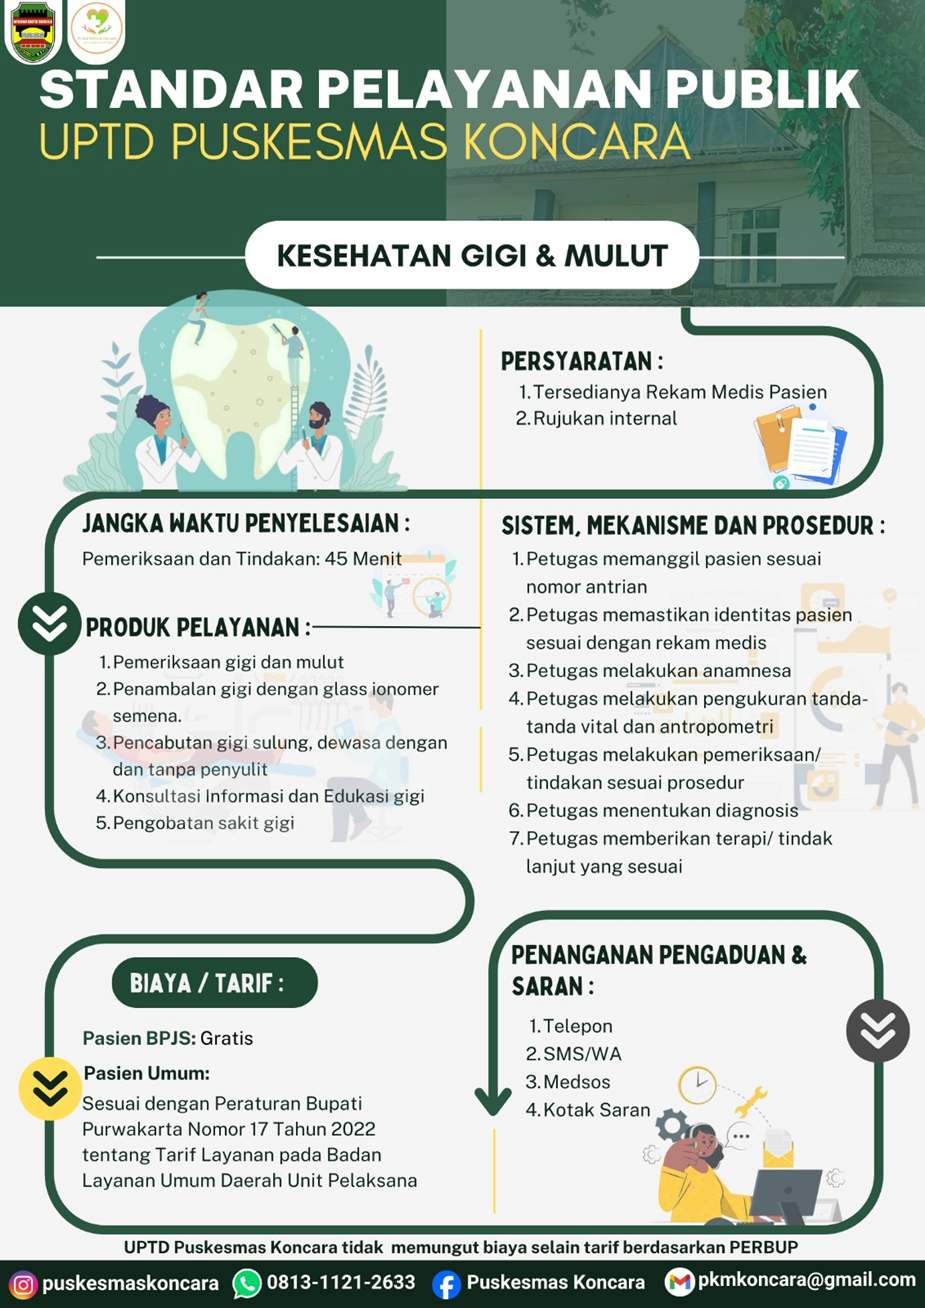 STANDAR PELAYANAN PUBLIK
UPTD PUSKESMAS KONCARA
KESEHATAN GIGI & MULUT
PERSYARATAN :
1. Tersedianya Rekam Medis Pasien
2. Rujukan internal
JANGKA WAKTU PENYELESAIAN :
Pemeriksaan dan Tindakan: 45 Menit
PRODUK PELAYANAN :
1. Pemeriksaan gigi dan mulut
2. Penambalan gigi dengan glass ionomer
semena.
3. Pencabutan gigi sulung, dewasa dengan
dan tanpa penyulit
4. Konsultasi Informasi dan Edukasi gigi
5. Pengobatan sakit gigi
SISTEM, MEKANISME DAN PROSEDUR :
1. Petugas memanggil pasien sesuai
nomor antrian
2. Petugas memastikan identitas pasien
sesuai dengan rekam medis
3. Petugas melakukan anamnesa
4. Petugas melakukan pengukuran tanda-
tanda vital dan antropometri
5. Petugas melakukan pemeriksaan/
tindakan sesuai prosedur
6. Petugas menentukan diagnosis
7. Petugas memberikan terapi/ tindak
lanjut yang sesuai
BIAYA / TARIF :
Pasien BPJS: Gratis
Pasien Umum:
Sesuai dengan Peraturan Bupati
Purwakarta Nomor 17 Tahun 2022
tentang Tarif Layanan pada Badan
Layanan Umum Daerah Unit Pelaksana
PENANGANAN PENGADUAN &
SARAN :
1. Telepon
2. SMS/WA
3. Medsos
4. Kotak Saran
UPTD Puskesmas Koncara tidak memungut biaya selain tarif berdasarkan PERBUP
puskesmaskoncara
0813-1121-2633
Puskesmas Koncara
pkmkoncara@gmail.com